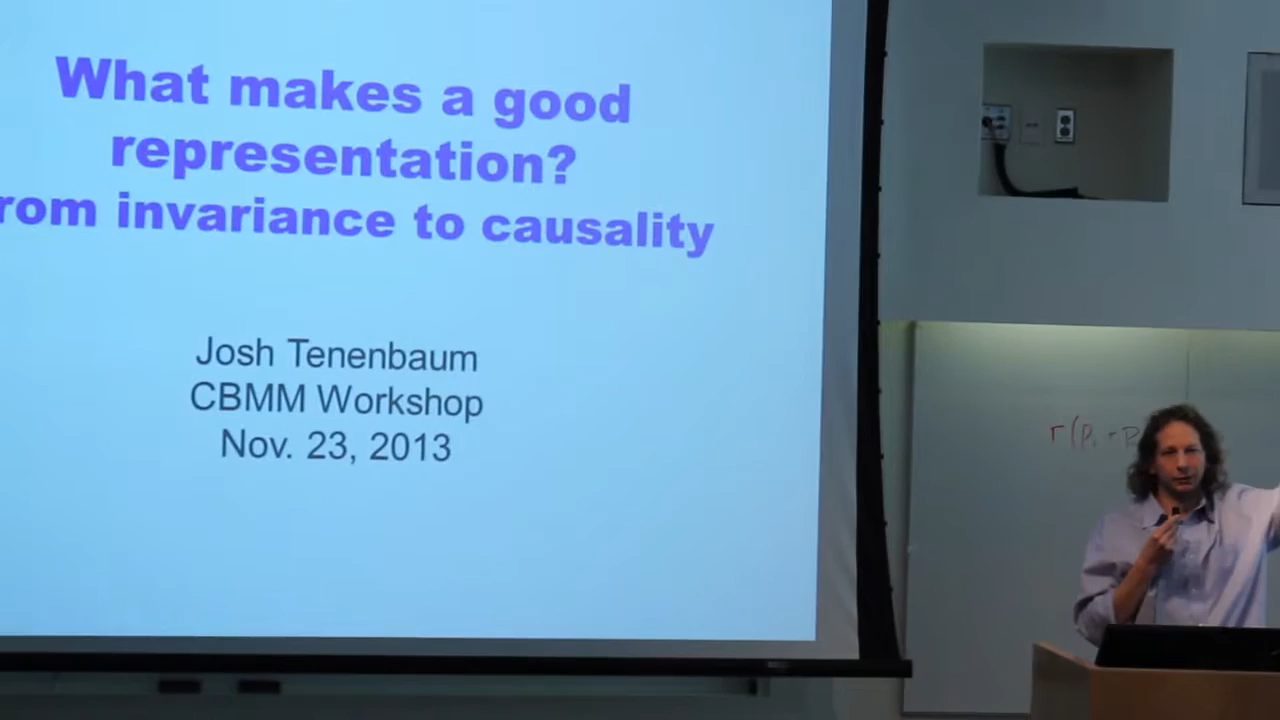 What makes a good
representation?
rom invariance to causality
Josh Tenenbaum
CBMM Workshop
Nov. 23, 2013